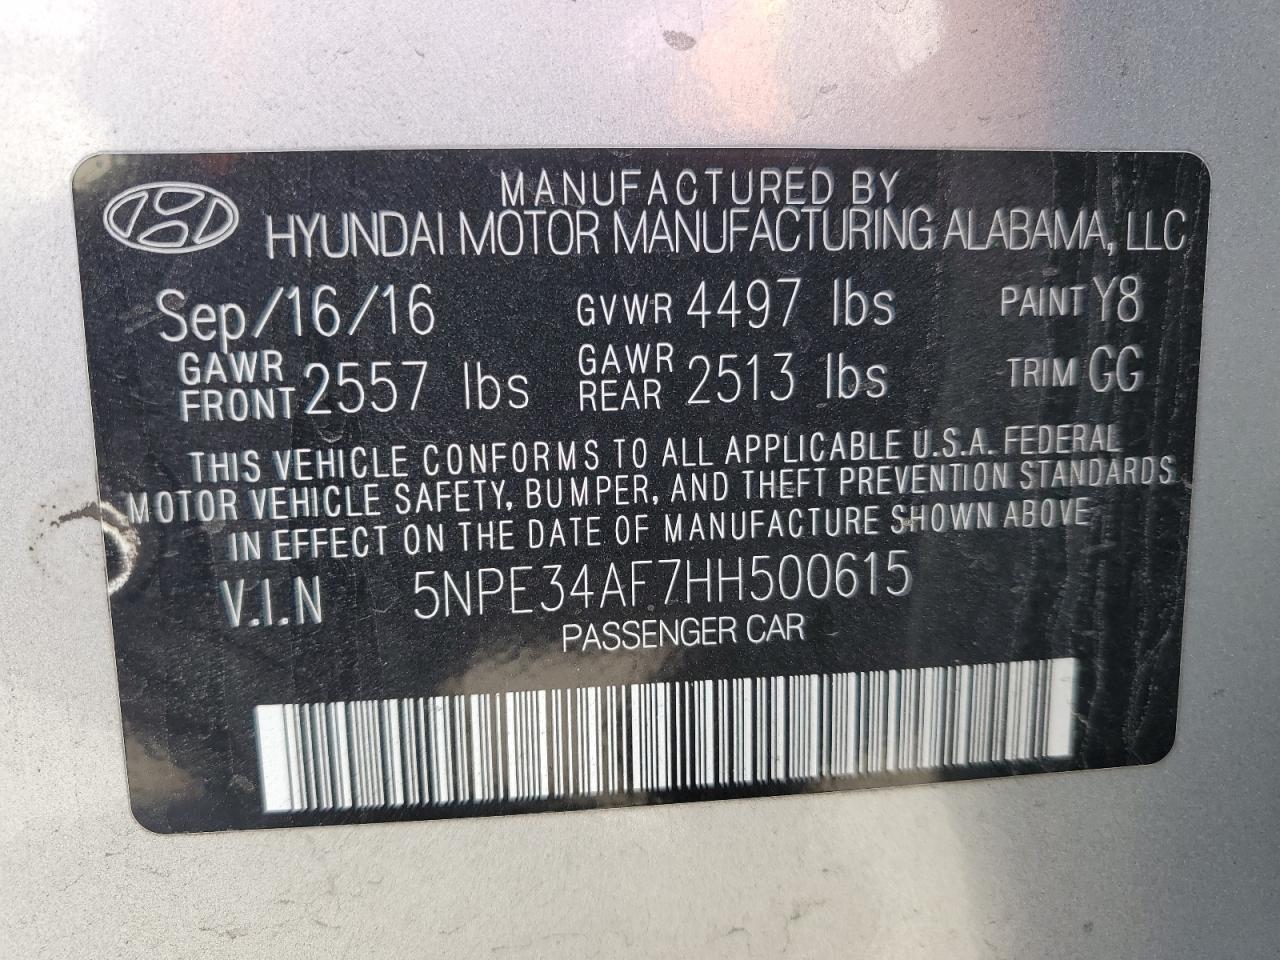 MANUFACTURED BY
HYUNDAI MOTOR MANUFACTURING ALABAMA, LLC
Sep/16/16 GVWR 4497 lbs PAINT Y8
GAWR FRONT 2557 lbs GAWR REAR 2513 lbs TRIM GG
THIS VEHICLE CONFORMS TO ALL APPLICABLE U.S.A. FEDERAL
MOTOR VEHICLE SAFETY, BUMPER, AND THEFT PREVENTION STANDARDS
IN EFFECT ON THE DATE OF MANUFACTURE SHOWN ABOVE
V.I.N 5NPE34AF7HH500615
PASSENGER CAR